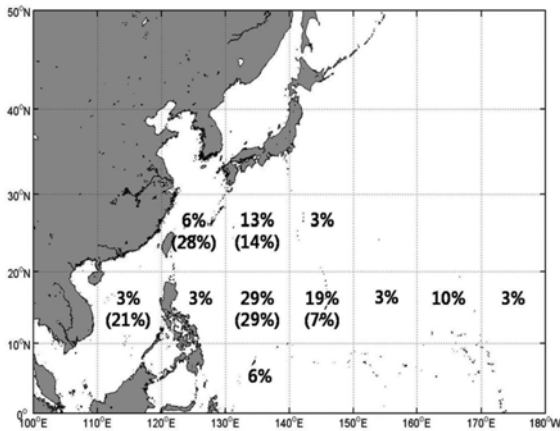 50°N
40°N
30°N
6% 13% 3%
(28%) (14%)
20°N
3% 3% 29% 19% 3% 10% 3%
(21%) (29%) (7%)
10°N
6%
0°
100°E 110°E 120°E 130°E 140°E 150°E 160°E 170°E 180°W